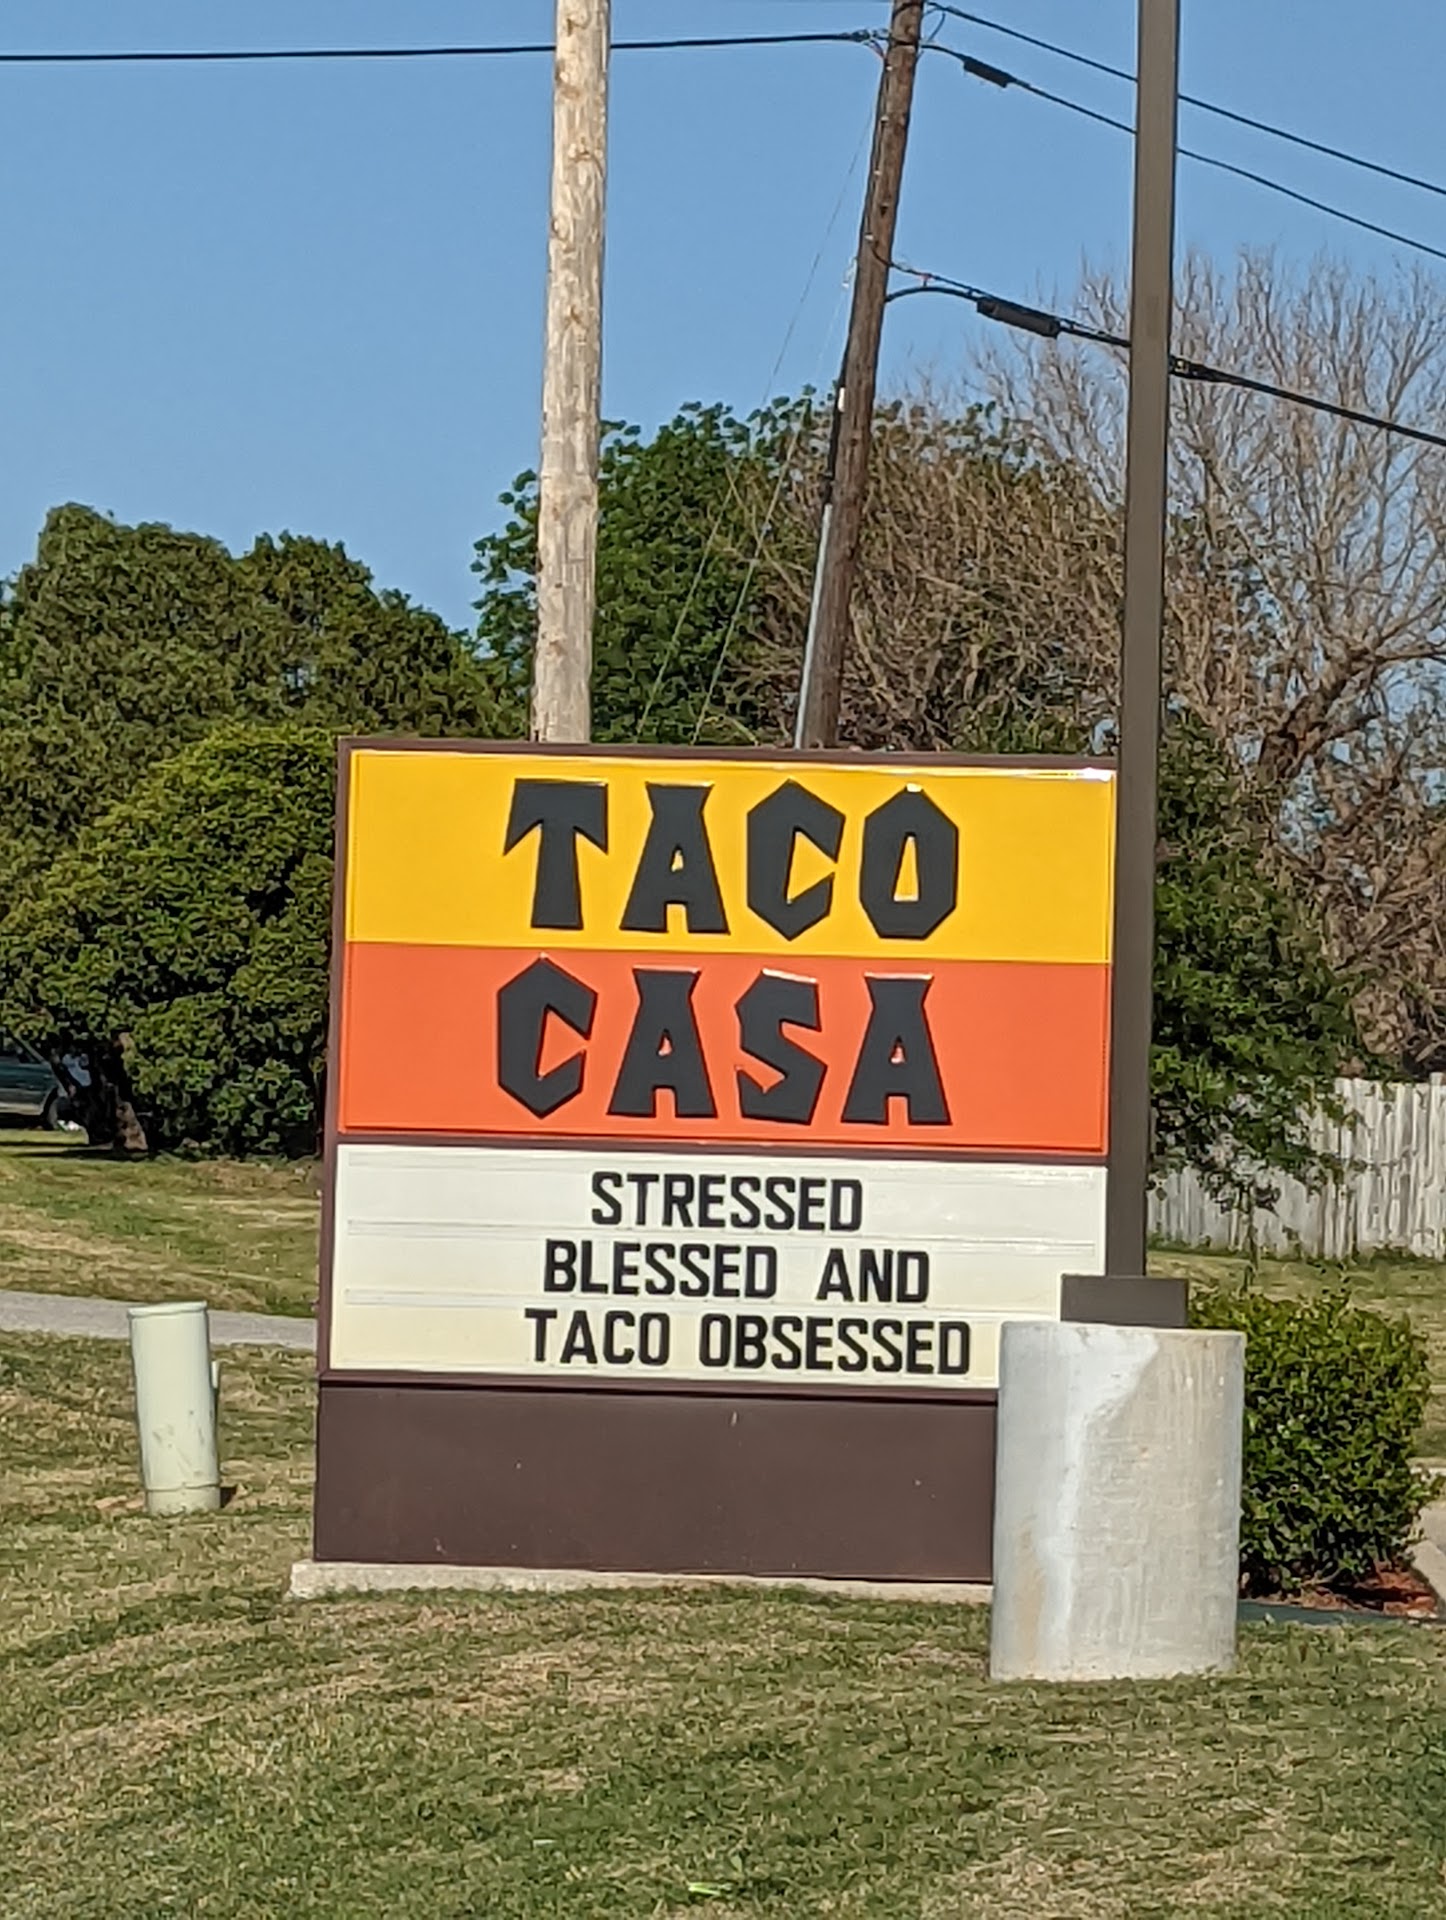 TACO
CASA
STRESSED
BLESSED AND
TACO OBSESSED